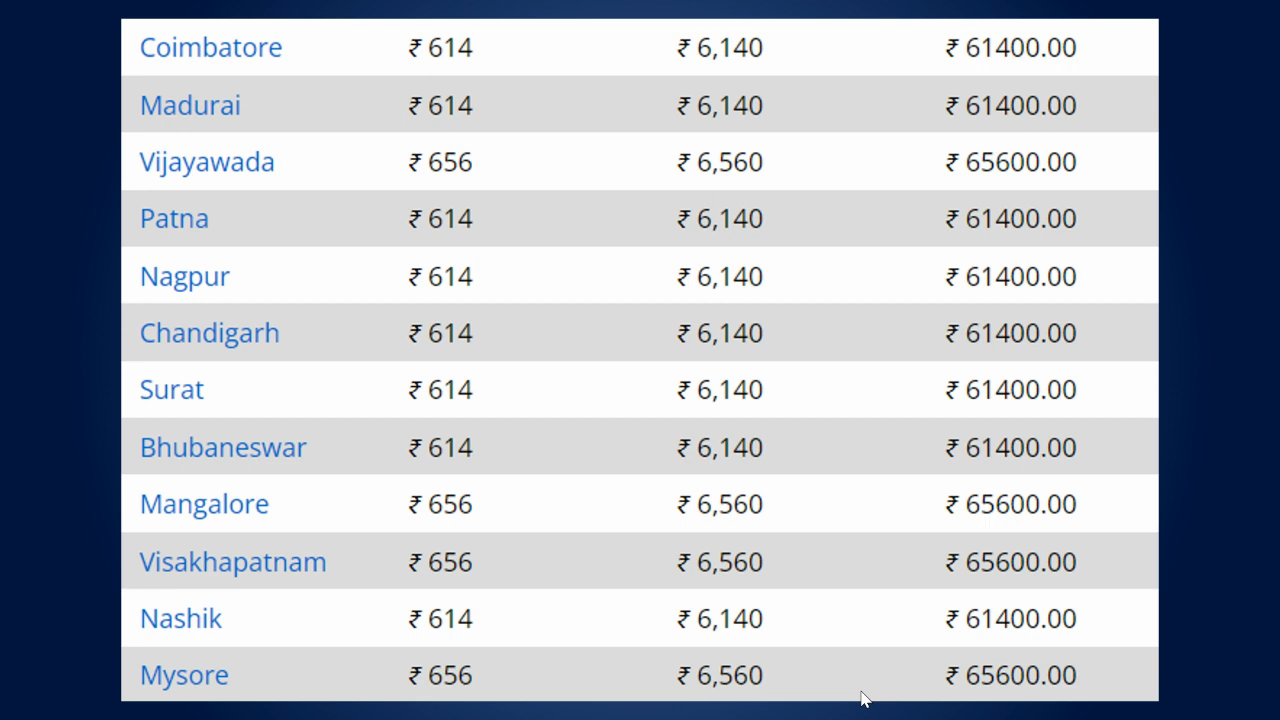 Coimbatore ₹ 614 ₹ 6,140 ₹ 61400.00
Madurai ₹ 614 ₹ 6,140 ₹ 61400.00
Vijayawada ₹ 656 ₹ 6,560 ₹ 65600.00
Patna ₹ 614 ₹ 6,140 ₹ 61400.00
Nagpur ₹ 614 ₹ 6,140 ₹ 61400.00
Chandigarh ₹ 614 ₹ 6,140 ₹ 61400.00
Surat ₹ 614 ₹ 6,140 ₹ 61400.00
Bhubaneswar ₹ 614 ₹ 6,140 ₹ 61400.00
Mangalore ₹ 656 ₹ 6,560 ₹ 65600.00
Visakhapatnam ₹ 656 ₹ 6,560 ₹ 65600.00
Nashik ₹ 614 ₹ 6,140 ₹ 61400.00
Mysore ₹ 656 ₹ 6,560 ₹ 65600.00